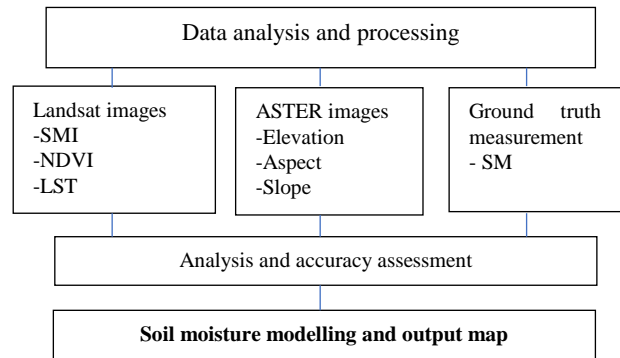 Data analysis and processing
Landsat images
-SMI
-NDVI
-LST
ASTER images
-Elevation
-Aspect
-Slope
Ground truth
measurement
- SM
Analysis and accuracy assessment
Soil moisture modelling and output map